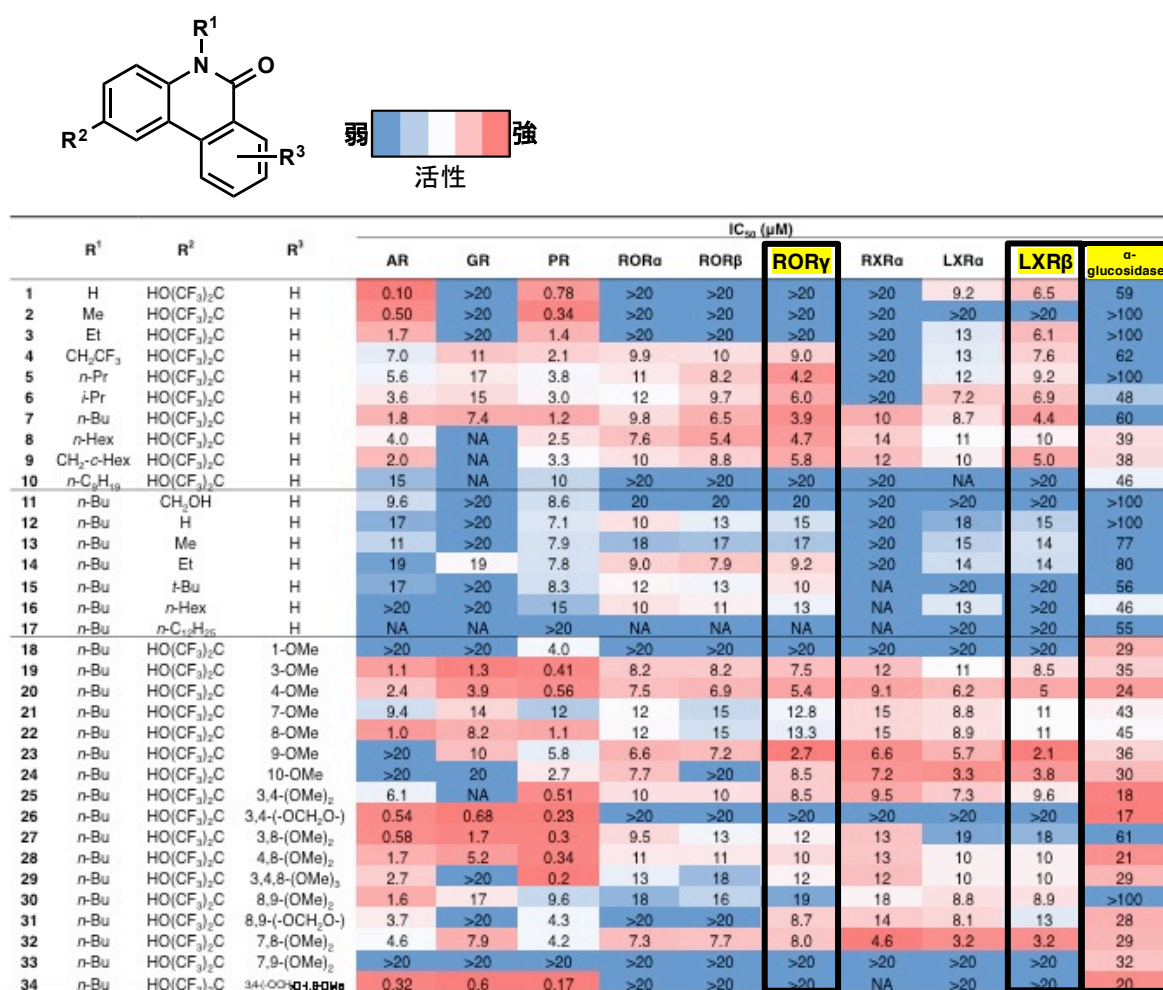 R¹
N
O
R²
R³
弱
強
活性
IC₅₀ (μM)
R¹ R² R³ AR GR PR RORα RORβ RORγ RXRα LXRα LXRβ α-glucosidase
1 H HO(CF₃)₂C H 0.10 >20 0.78 >20 >20 >20 >20 9.2 6.5 59
2 Me HO(CF₃)₂C H 0.50 >20 0.34 >20 >20 >20 >20 >20 >20 >100
3 Et HO(CF₃)₂C H 1.7 >20 1.4 >20 >20 >20 >20 13 6.1 >100
4 CH₂CF₃ HO(CF₃)₂C H 7.0 11 2.1 9.9 10 9.0 >20 13 7.6 62
5 n-Pr HO(CF₃)₂C H 5.6 17 3.8 11 8.2 4.2 >20 12 9.2 >100
6 i-Pr HO(CF₃)₂C H 3.6 15 3.0 12 9.7 6.0 >20 7.2 6.9 48
7 n-Bu HO(CF₃)₂C H 1.8 7.4 1.2 9.8 6.5 3.9 10 8.7 4.4 60
8 n-Hex HO(CF₃)₂C H 4.0 NA 2.5 7.6 5.4 4.7 14 11 10 39
9 CH₂-c-Hex HO(CF₃)₂C H 2.0 NA 3.3 10 8.8 5.8 12 10 5.0 38
10 n-C₉H₁₉ HO(CF₃)₂C H 15 NA 10 >20 >20 >20 >20 NA >20 46
11 n-Bu CH₂OH H 9.6 >20 8.6 20 20 20 >20 >20 >20 >100
12 n-Bu H H 17 >20 7.1 10 13 15 >20 18 15 >100
13 n-Bu Me H 11 >20 7.9 18 17 17 >20 15 14 77
14 n-Bu Et H 19 19 7.8 9.0 7.9 9.2 >20 14 14 80
15 n-Bu t-Bu H 17 >20 8.3 12 13 10 NA >20 >20 56
16 n-Bu n-Hex H >20 >20 15 10 11 13 NA 13 >20 46
17 n-Bu n-C₁₂H₂₅ H NA NA >20 NA NA NA NA >20 >20 55
18 n-Bu HO(CF₃)₂C 1-OMe >20 >20 4.0 >20 >20 >20 >20 >20 >20 29
19 n-Bu HO(CF₃)₂C 3-OMe 1.1 1.3 0.41 8.2 8.2 7.5 12 11 8.5 35
20 n-Bu HO(CF₃)₂C 4-OMe 2.4 3.9 0.56 7.5 6.9 5.4 9.1 6.2 5 24
21 n-Bu HO(CF₃)₂C 7-OMe 9.4 14 12 12 15 12.8 15 8.8 11 43
22 n-Bu HO(CF₃)₂C 8-OMe 1.0 8.2 1.1 12 15 13.3 15 8.9 11 45
23 n-Bu HO(CF₃)₂C 9-OMe >20 10 5.8 6.6 7.2 2.7 6.6 5.7 2.1 36
24 n-Bu HO(CF₃)₂C 10-OMe >20 20 2.7 7.7 >20 8.5 7.2 3.3 3.8 30
25 n-Bu HO(CF₃)₂C 3,4-(OMe)₂ 6.1 NA 0.51 10 10 8.5 9.5 7.3 9.6 18
26 n-Bu HO(CF₃)₂C 3,4-(-OCH₂O-) 0.54 0.68 0.23 >20 >20 >20 >20 >20 >20 17
27 n-Bu HO(CF₃)₂C 3,8-(OMe)₂ 0.58 1.7 0.3 9.5 13 12 13 19 18 61
28 n-Bu HO(CF₃)₂C 4,8-(OMe)₂ 1.7 5.2 0.34 11 11 10 13 10 10 21
29 n-Bu HO(CF₃)₂C 3,4,8-(OMe)₃ 2.7 >20 0.2 13 18 12 12 10 10 29
30 n-Bu HO(CF₃)₂C 8,9-(OMe)₂ 1.6 17 9.6 18 16 19 18 8.8 8.9 >100
31 n-Bu HO(CF₃)₂C 8,9-(-OCH₂O-) 3.7 >20 4.3 >20 >20 8.7 14 8.1 13 28
32 n-Bu HO(CF₃)₂C 7,8-(OMe)₂ 4.6 7.9 4.2 7.3 7.7 8.0 4.6 3.2 3.2 29
33 n-Bu HO(CF₃)₂C 7,9-(OMe)₂ >20 >20 >20 >20 >20 >20 >20 >20 >20 32
34 n-Bu HO(CF₃)₂C 0.32 0.6 0.17 >20 >20 >20 NA >20 >20 20